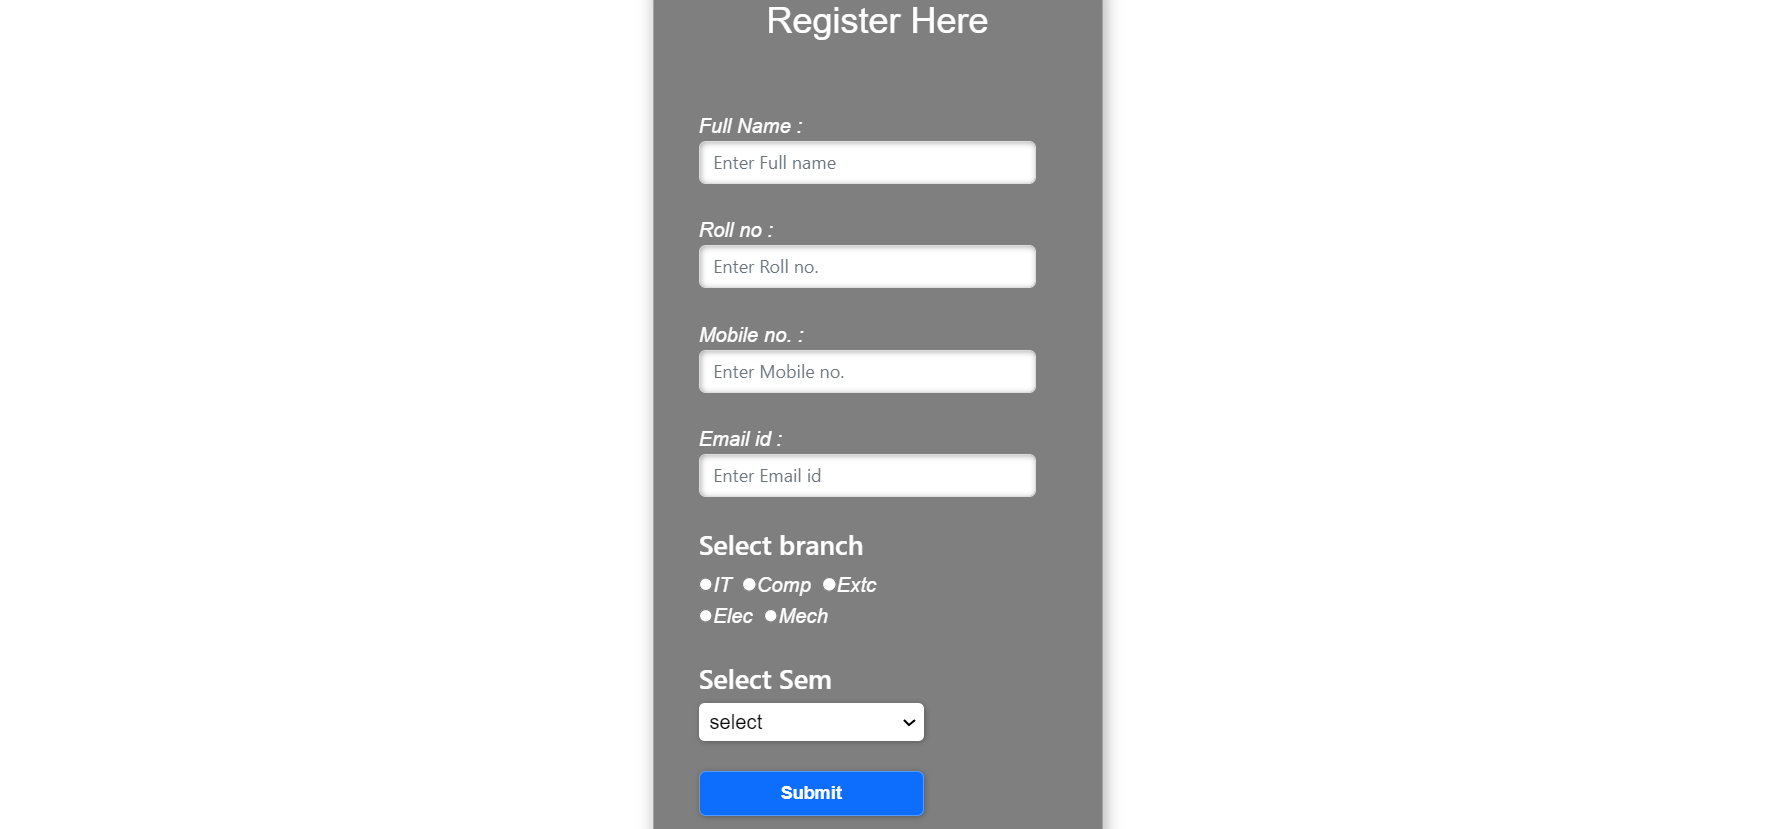 Register Here
Full Name :
Enter Full name
Roll no :
Enter Roll no.
Mobile no. :
Enter Mobile no.
Email id :
Enter Email id
Select branch
IT Comp Extc
Elec Mech
Select Sem
select
Submit